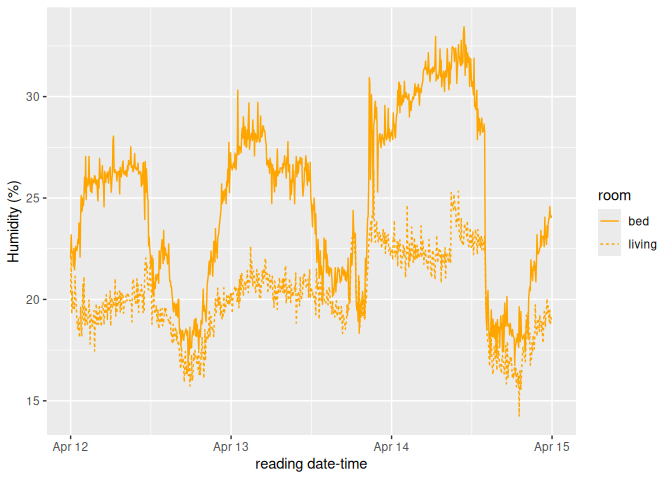 30
25
20
15
Humidity (%)
Apr 12
Apr 13
Apr 14
Apr 15
reading date-time
room
bed
living